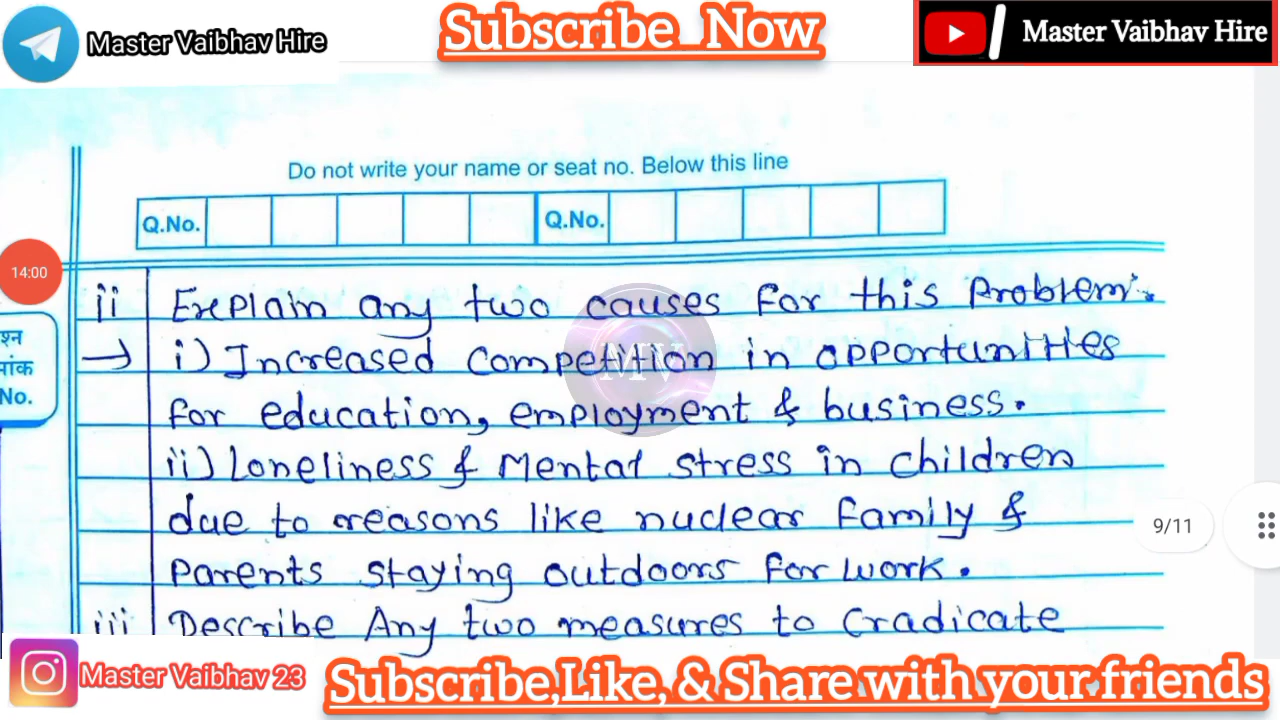 Master Vaibhav Hire
Subscribe Now
Master Vaibhav Hire
Do not write your name or seat no. Below this line
Q.No. Q.No.
14:00
श्न
मांक
No.
ii Explain any two causes for this Problem.
→ i) Increased competition in opportunities
for education, employment & business.
MV
ii) Loneliness & Mental stress in children
due to reasons like nuclear family &
Parents staying outdoors for work.
9/11
iii Describe Any two measures to Eradicate
Master Vaibhav 23
Subscribe,Like, & Share with your friends